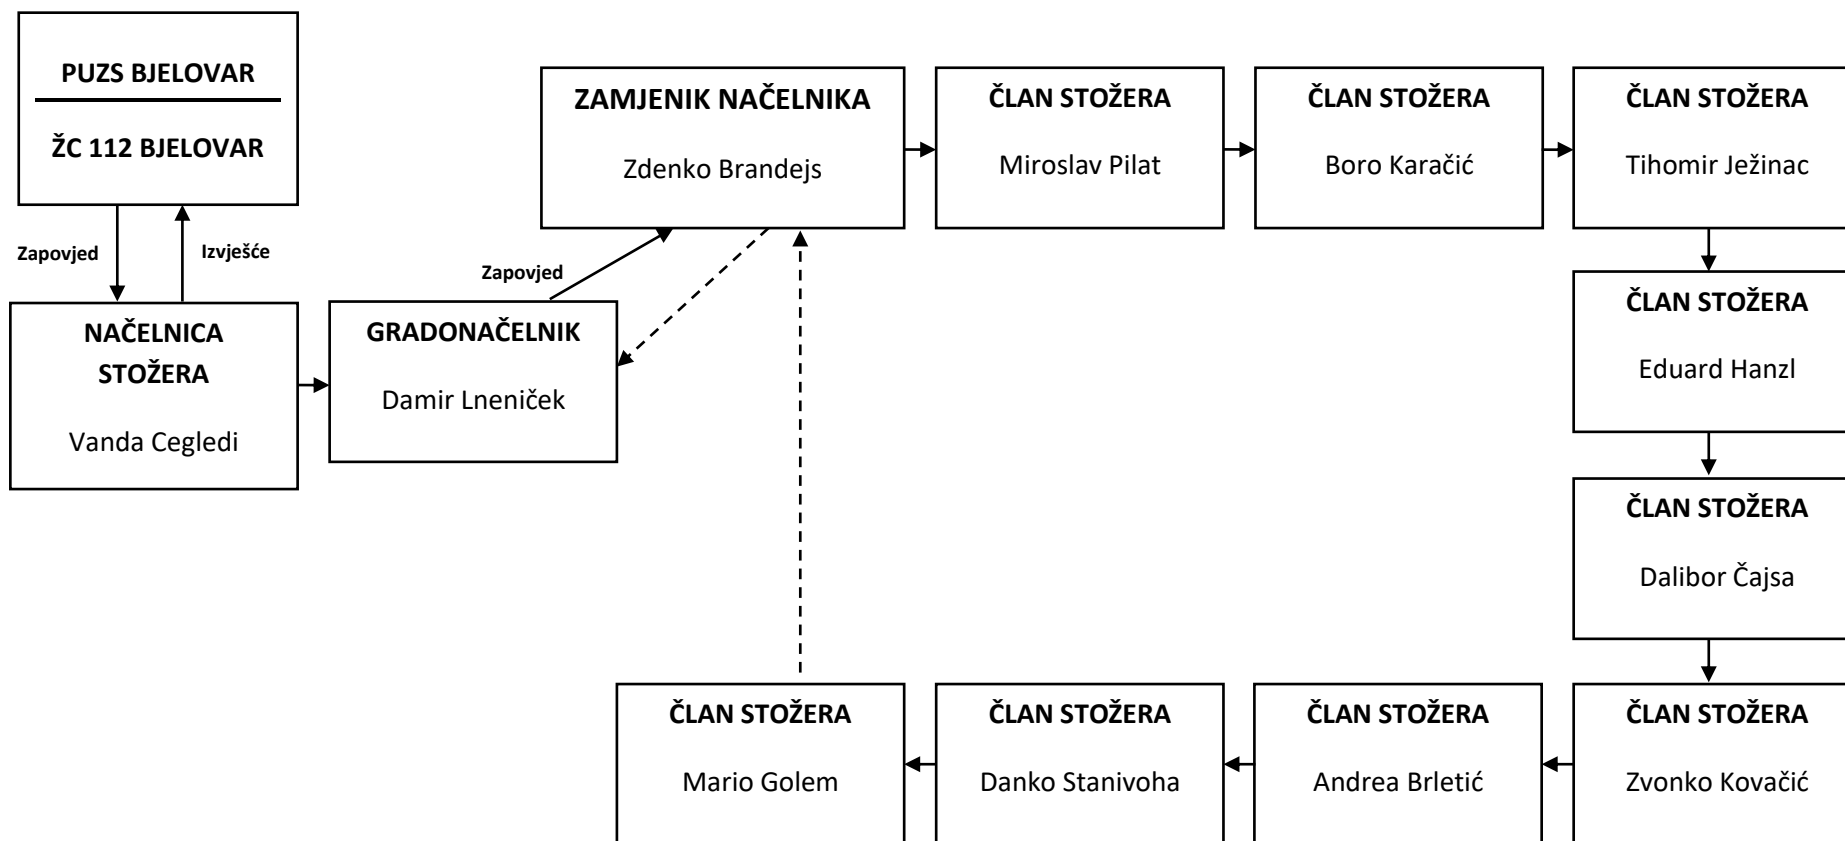 PUZS BJELOVAR
ŽC 112 BJELOVAR
Zapovjed
Izvješće
NAČELNICA
STOŽERA
Vanda Cegledi
GRADONAČELNIK
Damir Lneniček
Zapovjed
ZAMJENIK NAČELNIKA
Zdenko Brandejs
ČLAN STOŽERA
Miroslav Pilat
ČLAN STOŽERA
Boro Karačić
ČLAN STOŽERA
Tihomir Ježinac
ČLAN STOŽERA
Eduard Hanzl
ČLAN STOŽERA
Dalibor Čajsa
ČLAN STOŽERA
Zvonko Kovačić
ČLAN STOŽERA
Andrea Brletić
ČLAN STOŽERA
Danko Stanivoha
ČLAN STOŽERA
Mario Golem